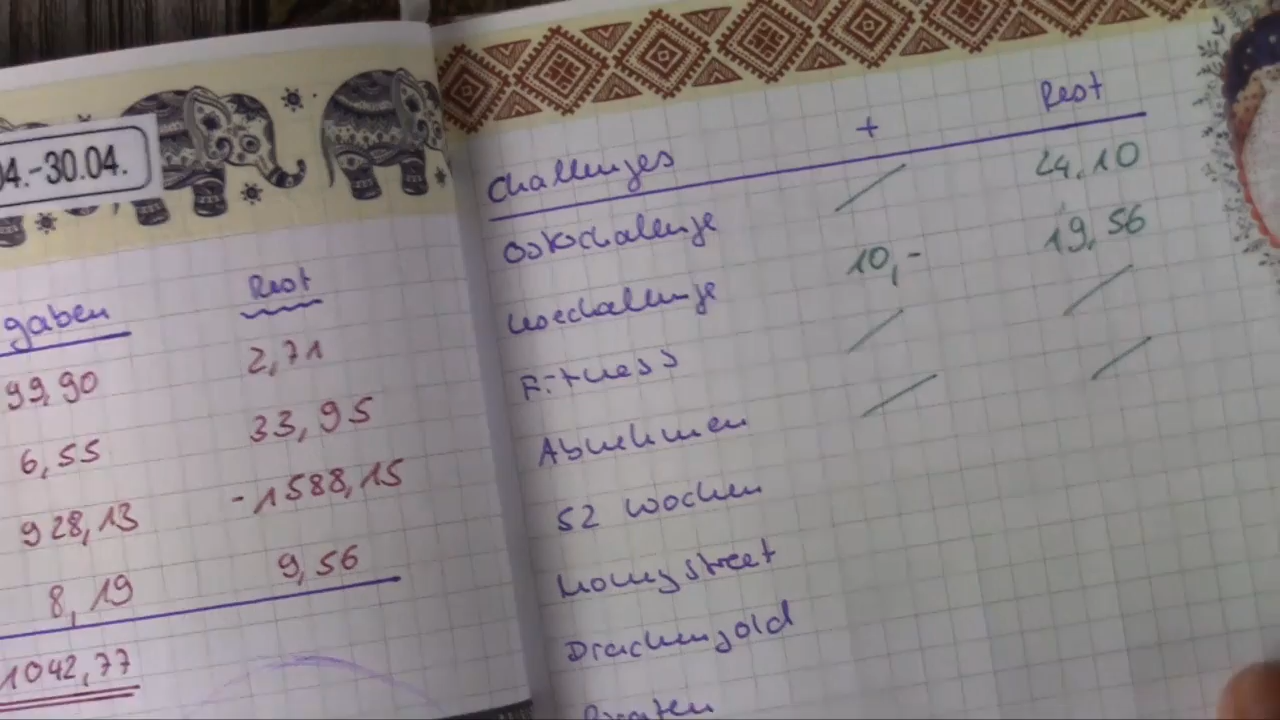 04.-30.04.
gaben Rest
99,90 2,71
6,55 33,95
928,13 -1588,15
8,19 9,56
1042,77
Challenges + Rest
/ 24,10
10,- 19,56
Fitness / /
Abnehmen / /
52 Wochen
Drachengold
Piraten